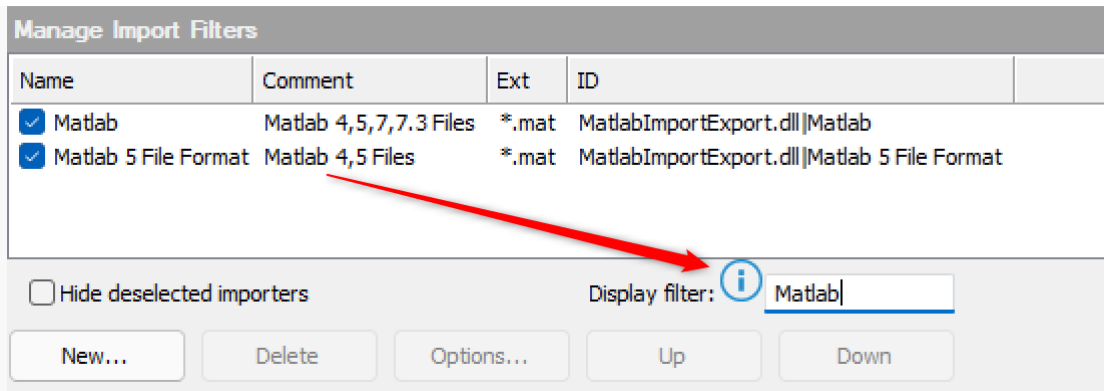 Manage Import Filters
Name Comment Ext ID
Matlab Matlab 4,5,7,7.3 Files *.mat MatlabImportExport.dll|Matlab
Matlab 5 File Format Matlab 4,5 Files *.mat MatlabImportExport.dll|Matlab 5 File Format
Hide deselected importers Display filter: i Matlab
New... Delete Options... Up Down